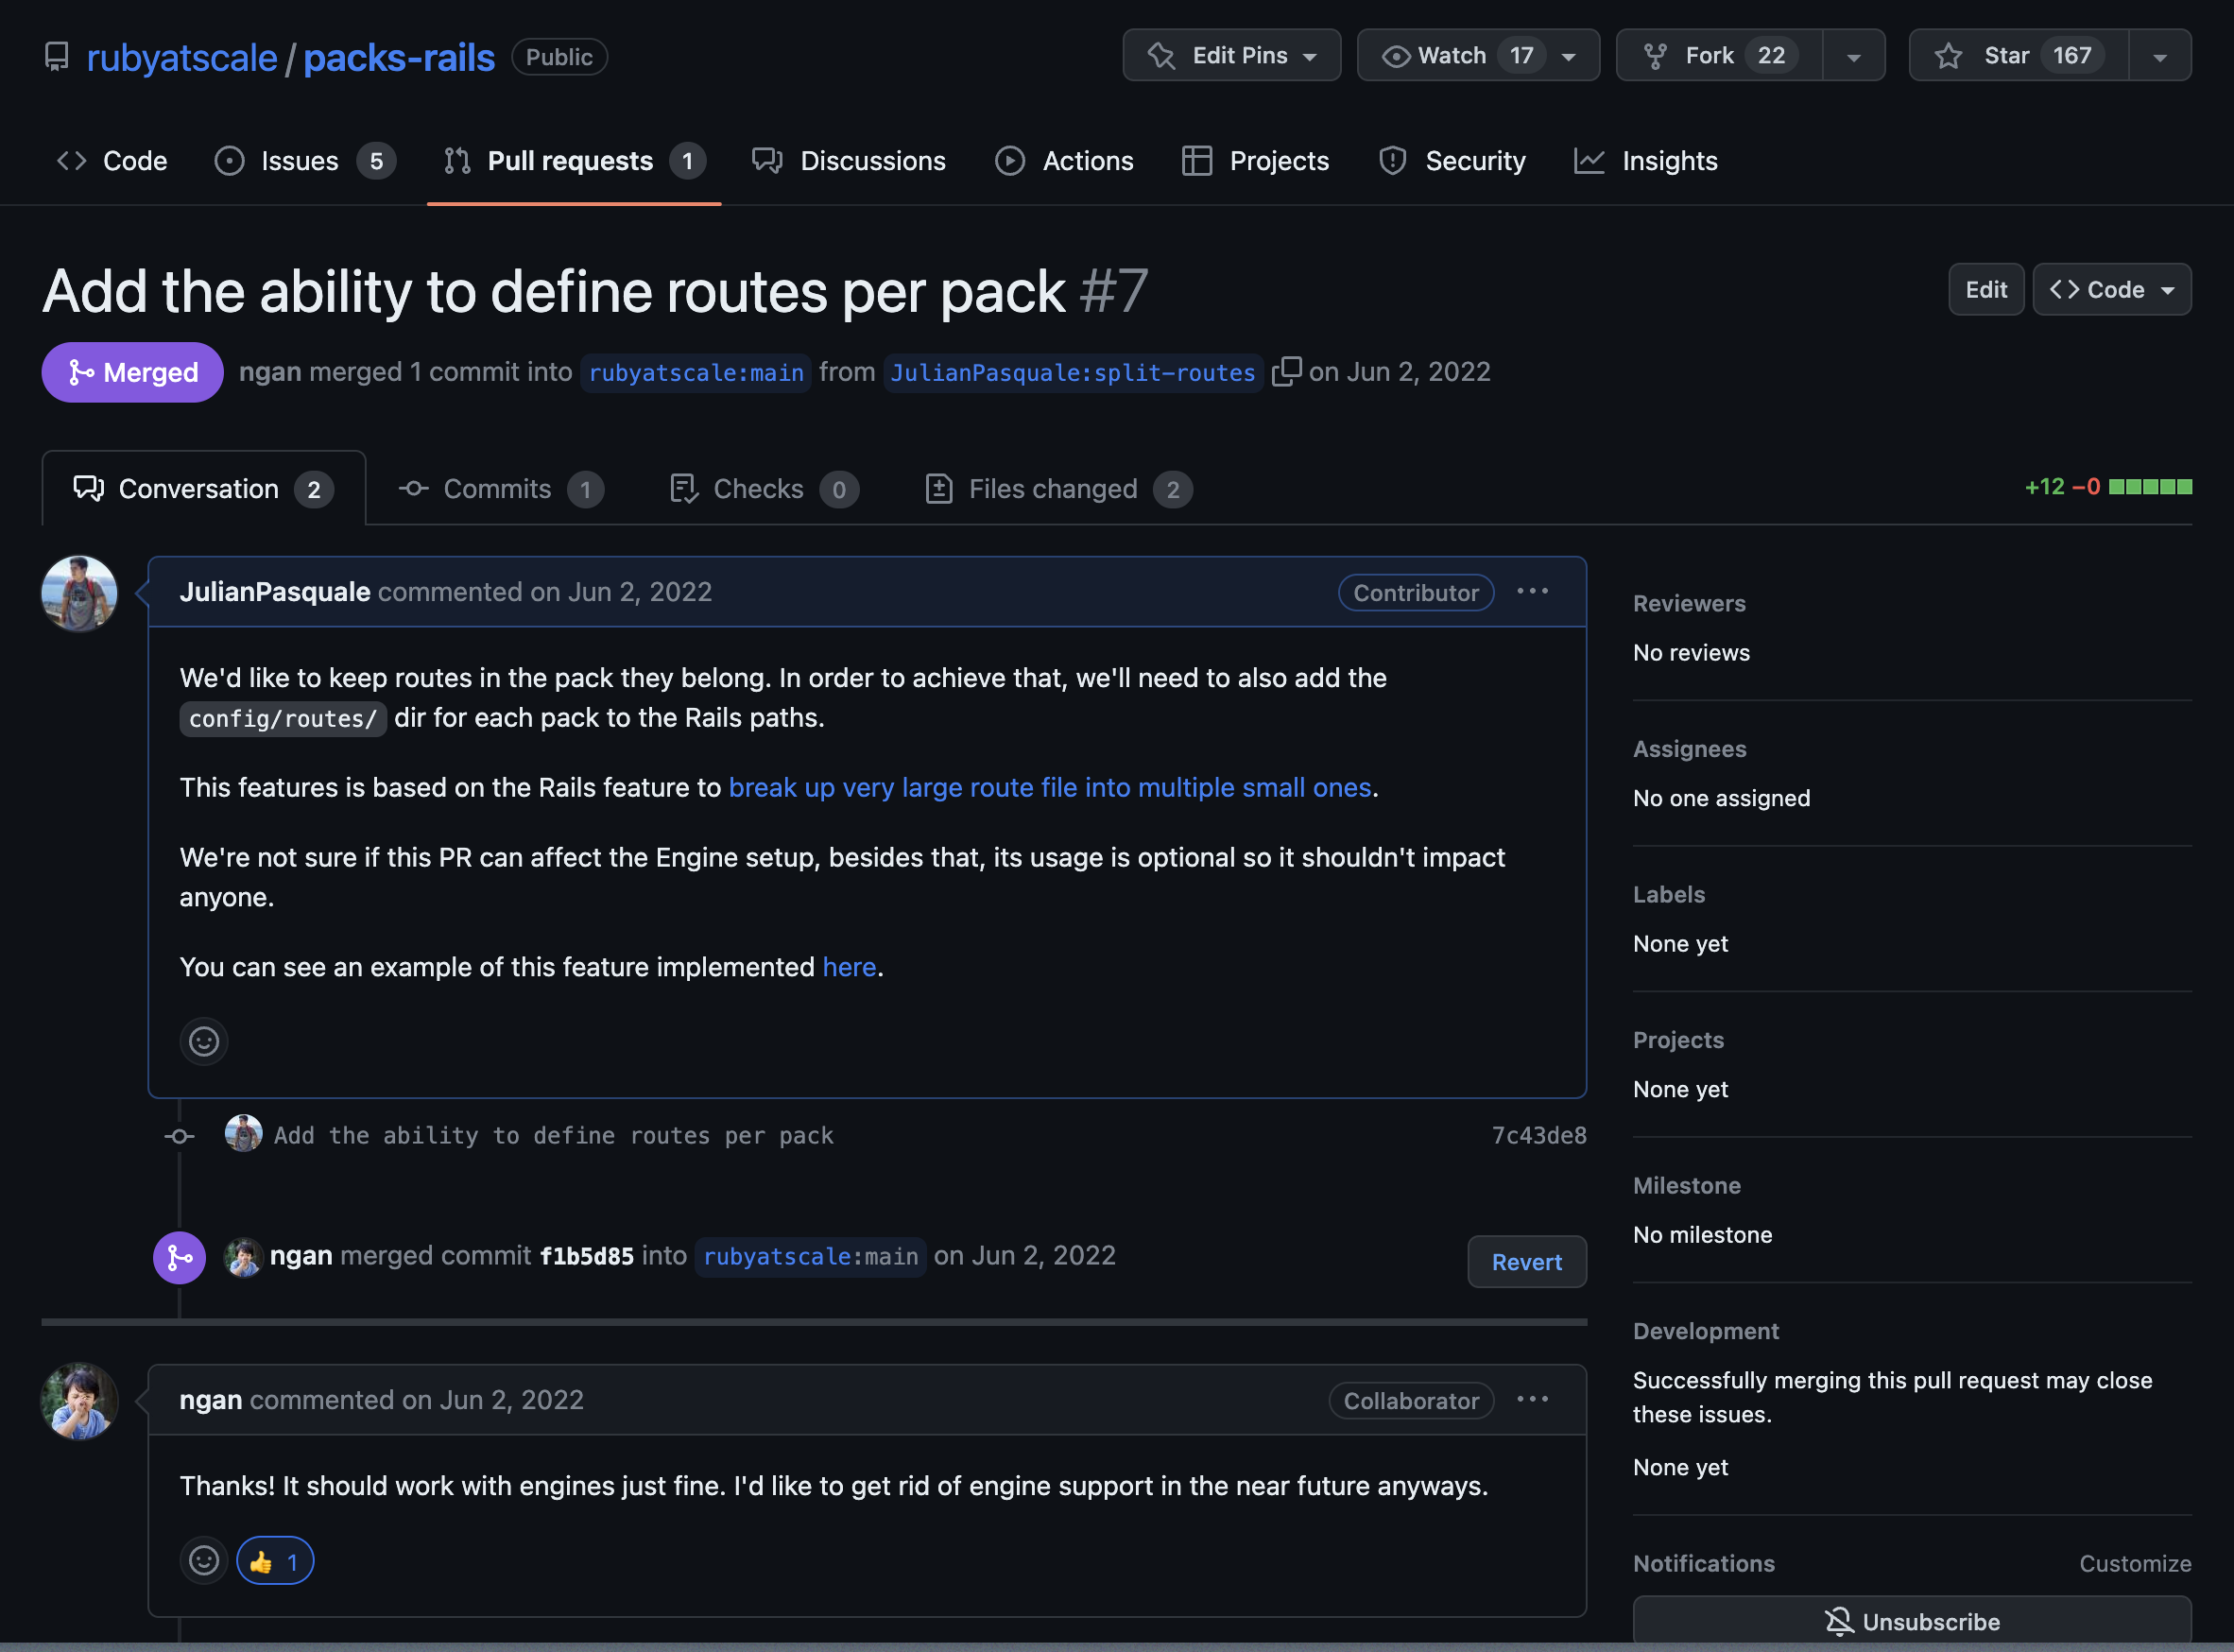 rubyatscale / packs-rails Public
Edit Pins Watch 17 Fork 22 Star 167
Code Issues 5 Pull requests 1 Discussions Actions Projects Security Insights
Add the ability to define routes per pack #7
Edit Code
Merged ngan merged 1 commit into rubyatscale:main from JulianPasquale:split-routes on Jun 2, 2022
Conversation 2 Commits 1 Checks 0 Files changed 2
+12 −0
JulianPasquale commented on Jun 2, 2022
Contributor ...
We'd like to keep routes in the pack they belong. In order to achieve that, we'll need to also add the
config/routes/ dir for each pack to the Rails paths.
This features is based on the Rails feature to break up very large route file into multiple small ones.
We're not sure if this PR can affect the Engine setup, besides that, its usage is optional so it shouldn't impact
anyone.
You can see an example of this feature implemented here.
Add the ability to define routes per pack 7c43de8
ngan merged commit f1b5d85 into rubyatscale:main on Jun 2, 2022
Revert
ngan commented on Jun 2, 2022
Collaborator ...
Thanks! It should work with engines just fine. I'd like to get rid of engine support in the near future anyways.
👍 1
Reviewers
No reviews
Assignees
No one assigned
Labels
None yet
Projects
None yet
Milestone
No milestone
Development
Successfully merging this pull request may close
these issues.
None yet
Notifications Customize
Unsubscribe